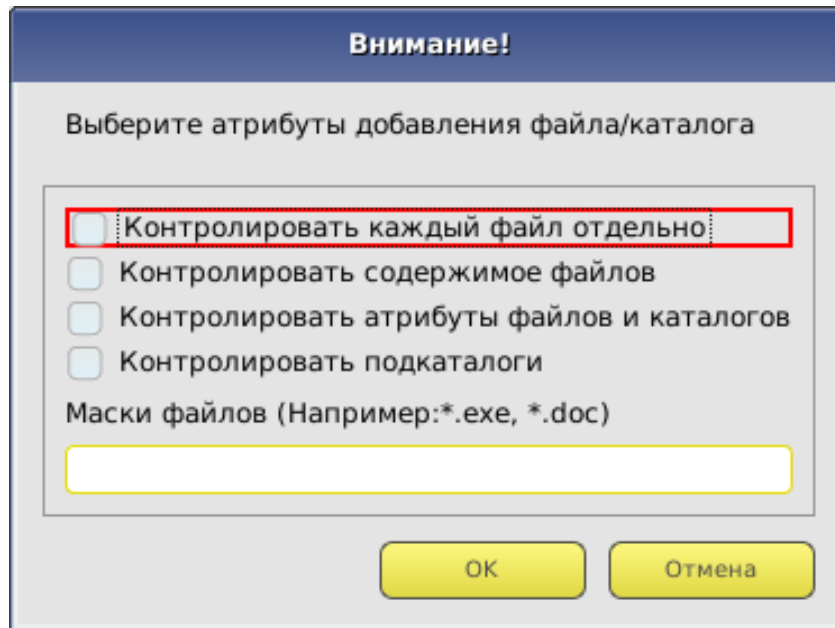 Внимание!
Выберите атрибуты добавления файла/каталога
Контролировать каждый файл отдельно
Контролировать содержимое файлов
Контролировать атрибуты файлов и каталогов
Контролировать подкаталоги
Маски файлов (Например:*.exe, *.doc)
OK Отмена